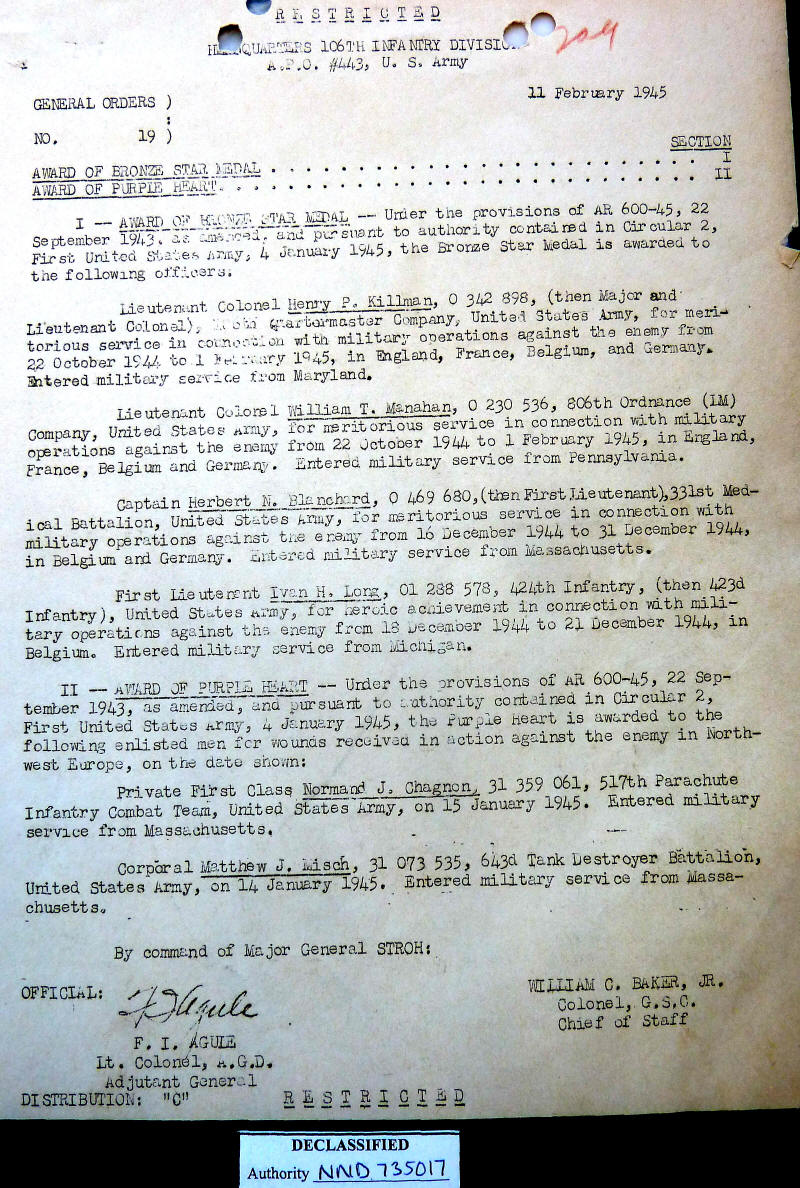 RESTRICTED
HEADQUARTERS 106TH INFANTRY DIVISION
A.P.O. #443, U. S. Army
204
11 February 1945
GENERAL ORDERS )
:
NO. 19 )
SECTION
AWARD OF BRONZE STAR MEDAL . . . . . . . . . . . . . . . . . . . . . . . . . . I
AWARD OF PURPLE HEART. . . . . . . . . . . . . . . . . . . . . . . . . . . . II
I -- AWARD OF BRONZE STAR MEDAL -- Under the provisions of AR 600-45, 22
September 1943, as amended, and pursuant to authority contained in Circular 2,
First United States Army, 4 January 1945, the Bronze Star Medal is awarded to
the following officers:
Lieutenant Colonel Henry P. Killman, O 342 898, (then Major and
Lieutenant Colonel), Quartermaster Company, United States Army, for meri-
torious service in connection with military operations against the enemy from
22 October 1944 to 1 February 1945, in England, France, Belgium, and Germany.
Entered military service from Maryland.
Lieutenant Colonel William T. Manahan, O 230 536, 806th Ordnance (LM)
Company, United States Army, for meritorious service in connection with military
operations against the enemy from 22 October 1944 to 1 February 1945, in England,
France, Belgium and Germany. Entered military service from Pennsylvania.
Captain Herbert N. Blanchard, O 469 680,(then First Lieutenant),331st Med-
ical Battalion, United States Army, for meritorious service in connection with
military operations against the enemy from 16 December 1944 to 31 December 1944,
in Belgium and Germany. Entered military service from Massachusetts.
First Lieutenant Ivan H. Long, 01 288 578, 424th Infantry, (then 423d
Infantry), United States Army, for heroic achievement in connection with mili-
tary operations against the enemy from 18 December 1944 to 21 December 1944, in
Belgium. Entered military service from Michigan.
II -- AWARD OF PURPLE HEART -- Under the provisions of AR 600-45, 22 Sep-
tember 1943, as amended, and pursuant to authority contained in Circular 2,
First United States Army, 4 January 1945, the Purple Heart is awarded to the
following enlisted men for wounds received in action against the enemy in North-
west Europe, on the date shown:
Private First Class Normand J. Chagnon, 31 359 061, 517th Parachute
Infantry Combat Team, United States Army, on 15 January 1945. Entered military
service from Massachusetts.
Corporal Matthew J. Misch, 31 073 535, 643d Tank Destroyer Battalion,
United States Army, on 14 January 1945. Entered military service from Massa-
chusetts.
By command of Major General STROH:
OFFICIAL:
F I Agule
WILLIAM C. BAKER, JR.
Colonel, G.S.C.
Chief of Staff
F. I. AGULE
Lt. Colonel, A.G.D.
Adjutant General
DISTRIBUTION: "C"
RESTRICTED
DECLASSIFIED
Authority NND 735017